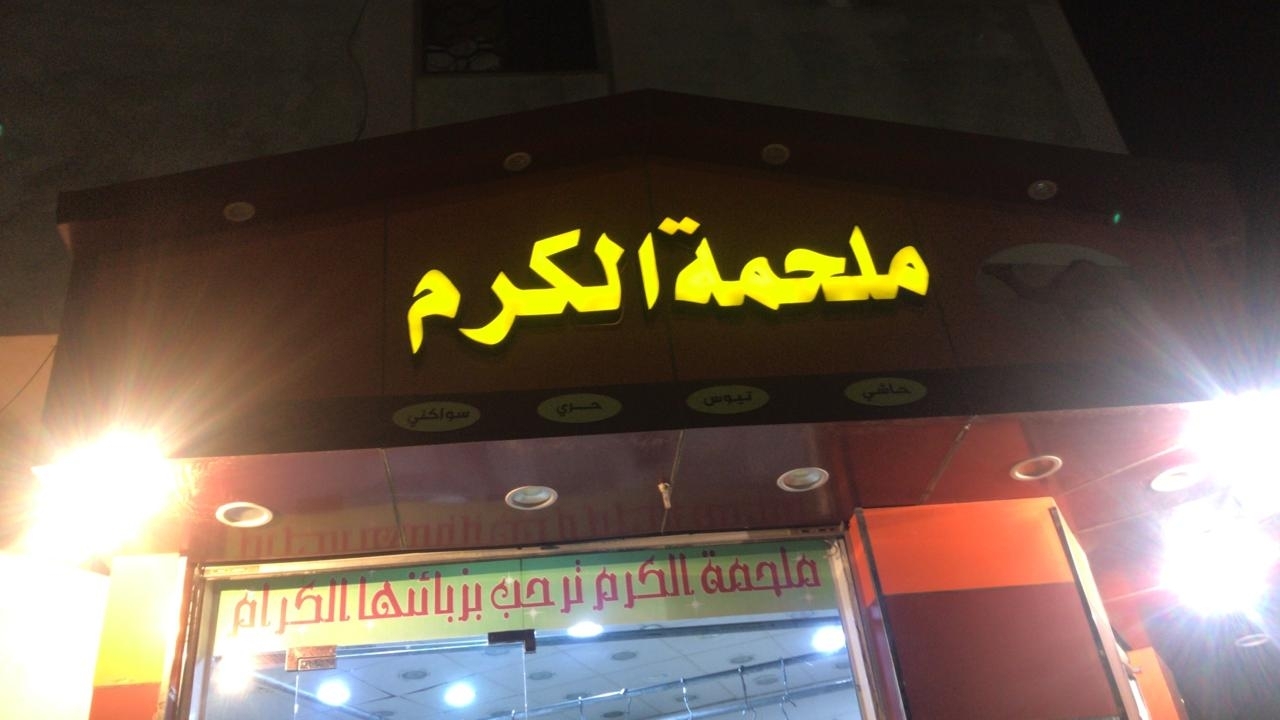 ملحمة الكرم
حاشي تيوس حري سواكني
ملحمة الكرم ترحب بزبائنها الكرام